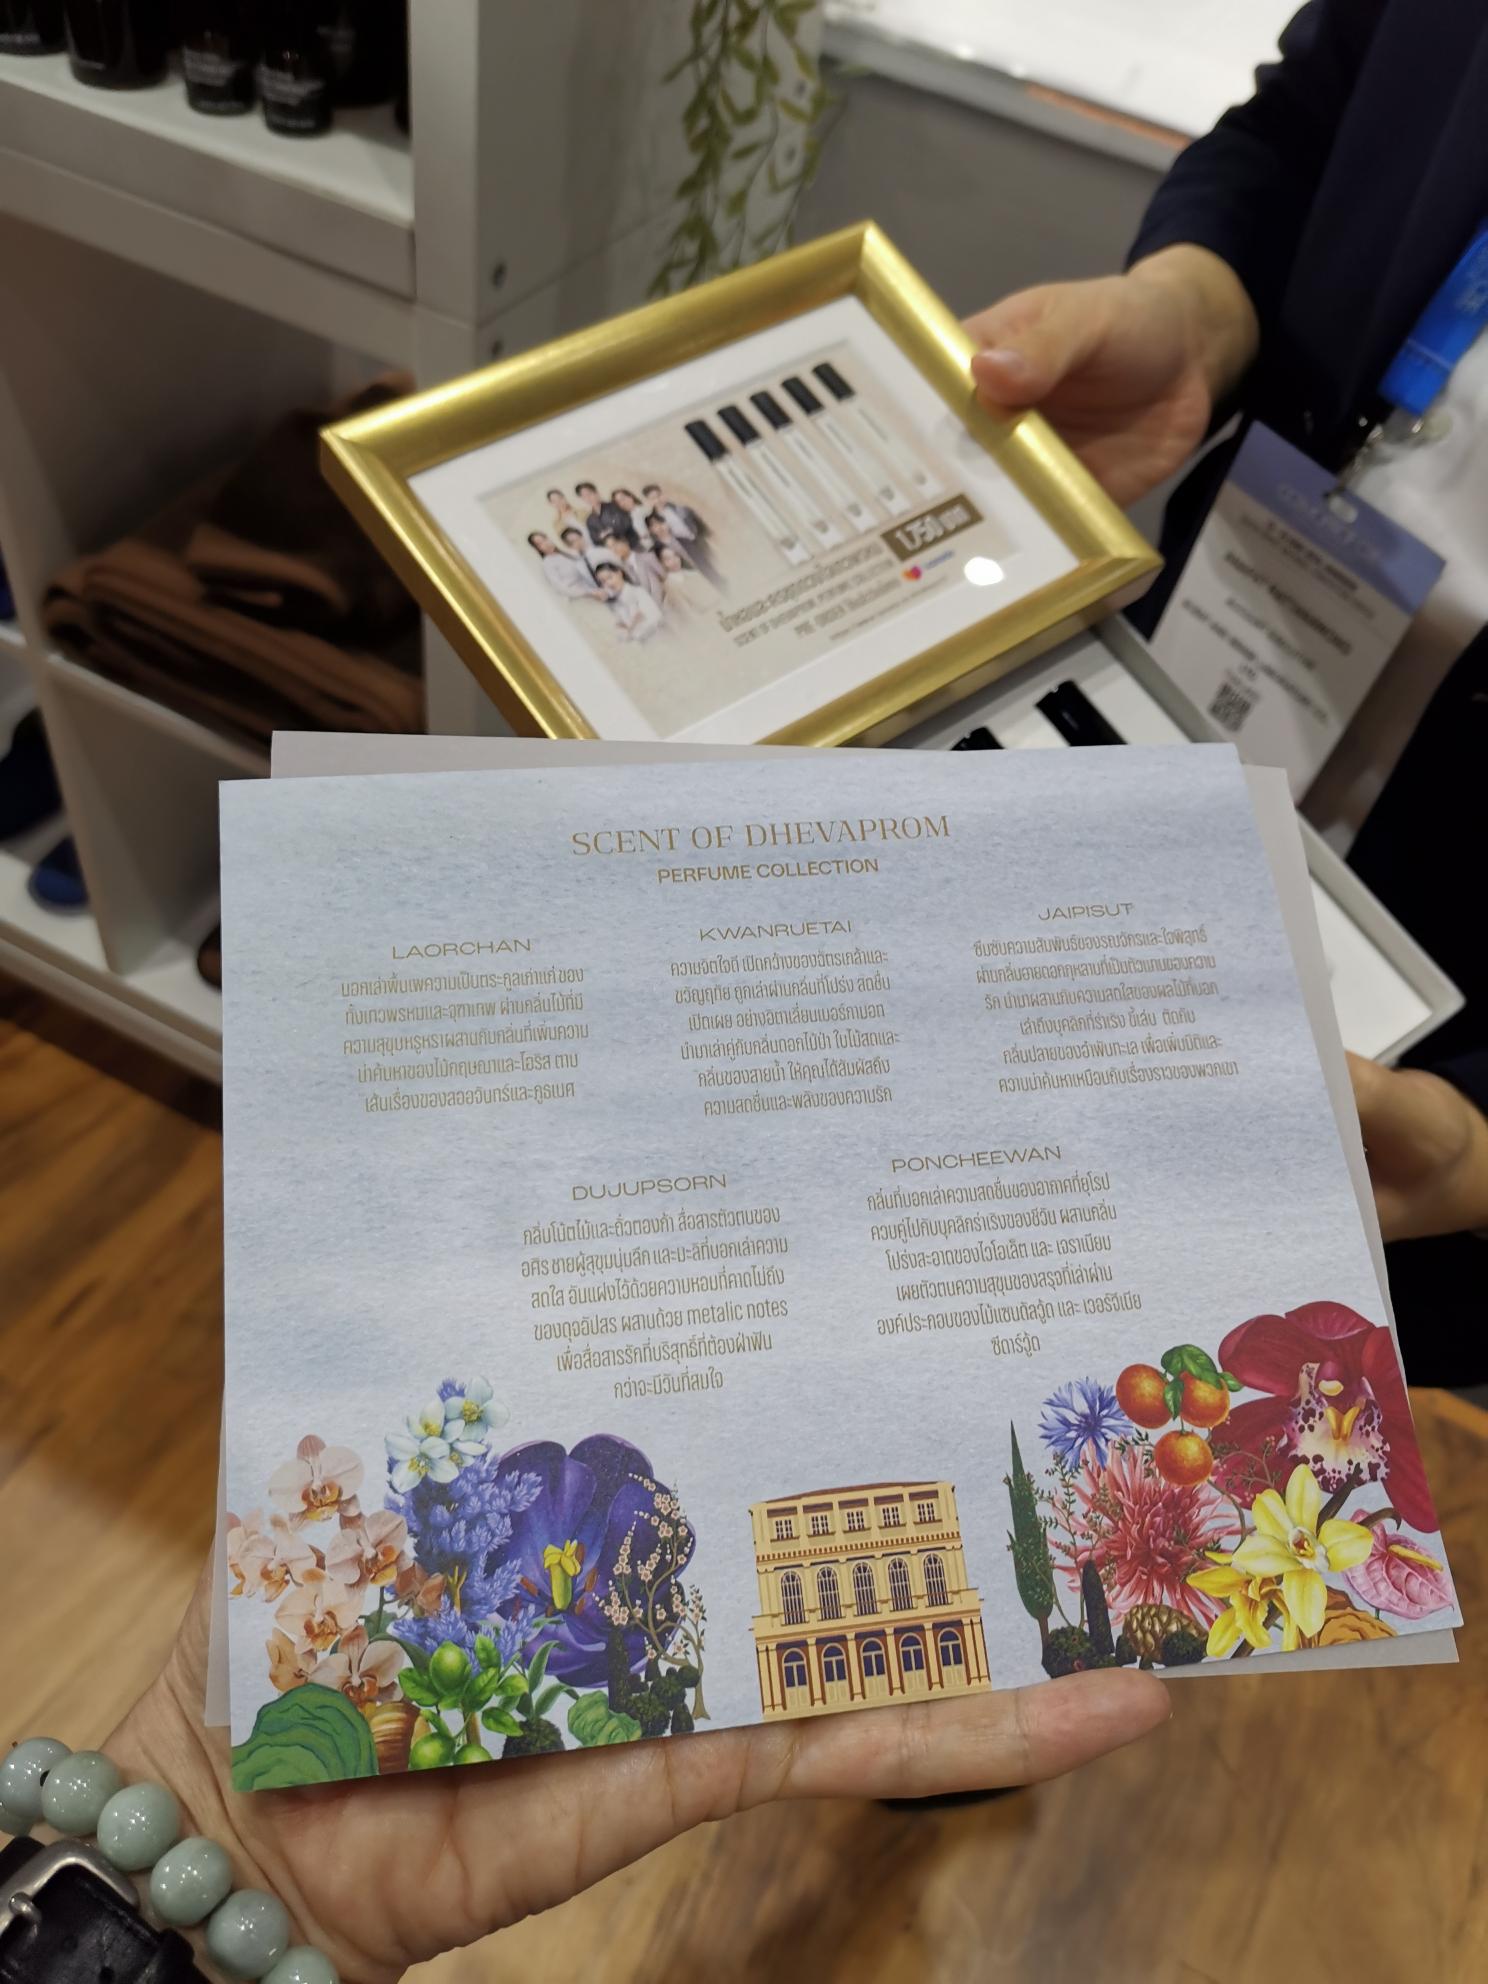 1,750 บาท
SCENT OF DHEVAPROM PERFUME COLLECTION
SCENT OF DHEVAPROM
PERFUME COLLECTION
LAORCHAN
บอกเล่าพื้นเพความเป็นตระกูลเก่าแก่ ของ
ทั้งเทวพรหมและจุฑาเทพ ผ่านกลิ่นไม้ที่มี
ความสุขุมหรูหราผสานกับกลิ่นที่เพิ่มความ
น่าค้นหาของไม้กฤษณาและโอริส ตาม
เส้นเรื่องของลออจันทร์และภูธเนศ
KWANRUETAI
ความจิตใจดี เปิดกว้างของฉัตรเกล้าและ
ขวัญฤทัย ถูกเล่าผ่านกลิ่นที่โปร่ง สดชื่น
เปิดเผย อย่างอิตาเลี่ยนเบอร์กามอท
นำมาเล่าคู่กับกลิ่นดอกไม้ป่า ใบไม้สดและ
กลิ่นของสายน้ำ ให้คุณได้สัมผัสถึง
ความสดชื่นและพลังของความรัก
JAIPISUT
ซึมซับความสัมพันธ์ของรณจักรและใจพิสุทธิ์
ผ่านกลิ่นอายดอกกุหลาบที่เป็นตัวแทนของความ
รัก นำมาผสานกับความสดใสของผลไม้ที่บอก
เล่าถึงบุคลิกที่ร่าเริง ขี้เล่น ตัดกับ
กลิ่นปลายของอำพันทะเล เพื่อเพิ่มมิติและ
ความน่าค้นหาเหมือนกับเรื่องราวของพวกเขา
DUJUPSORN
กลิ่นโน้ตไม้และถั่วตองก้า สื่อสารตัวตนของ
อศิร ชายผู้สุขุมนุ่มลึก และมะลิที่บอกเล่าความ
สดใส อันแฝงไว้ด้วยความหอมที่คาดไม่ถึง
ของดุจอัปสร ผสานด้วย metalic notes
เพื่อสื่อสารรักที่บริสุทธิ์ที่ต้องฝ่าฟัน
กว่าจะมีวันที่สมใจ
PONCHEEWAN
กลิ่นที่บอกเล่าความสดชื่นของอากาศที่ยุโรป
ควบคู่ไปกับบุคลิกร่าเริงของชีวัน ผสานกลิ่น
โปร่งสะอาดของไวโอเล็ต และ เจราเนียม
เผยตัวตนความสุขุมของสรุจที่เล่าผ่าน
องค์ประกอบของไม้แซนดัลวู้ด และ เวอร์จิเนีย
ซีดาร์วู้ด